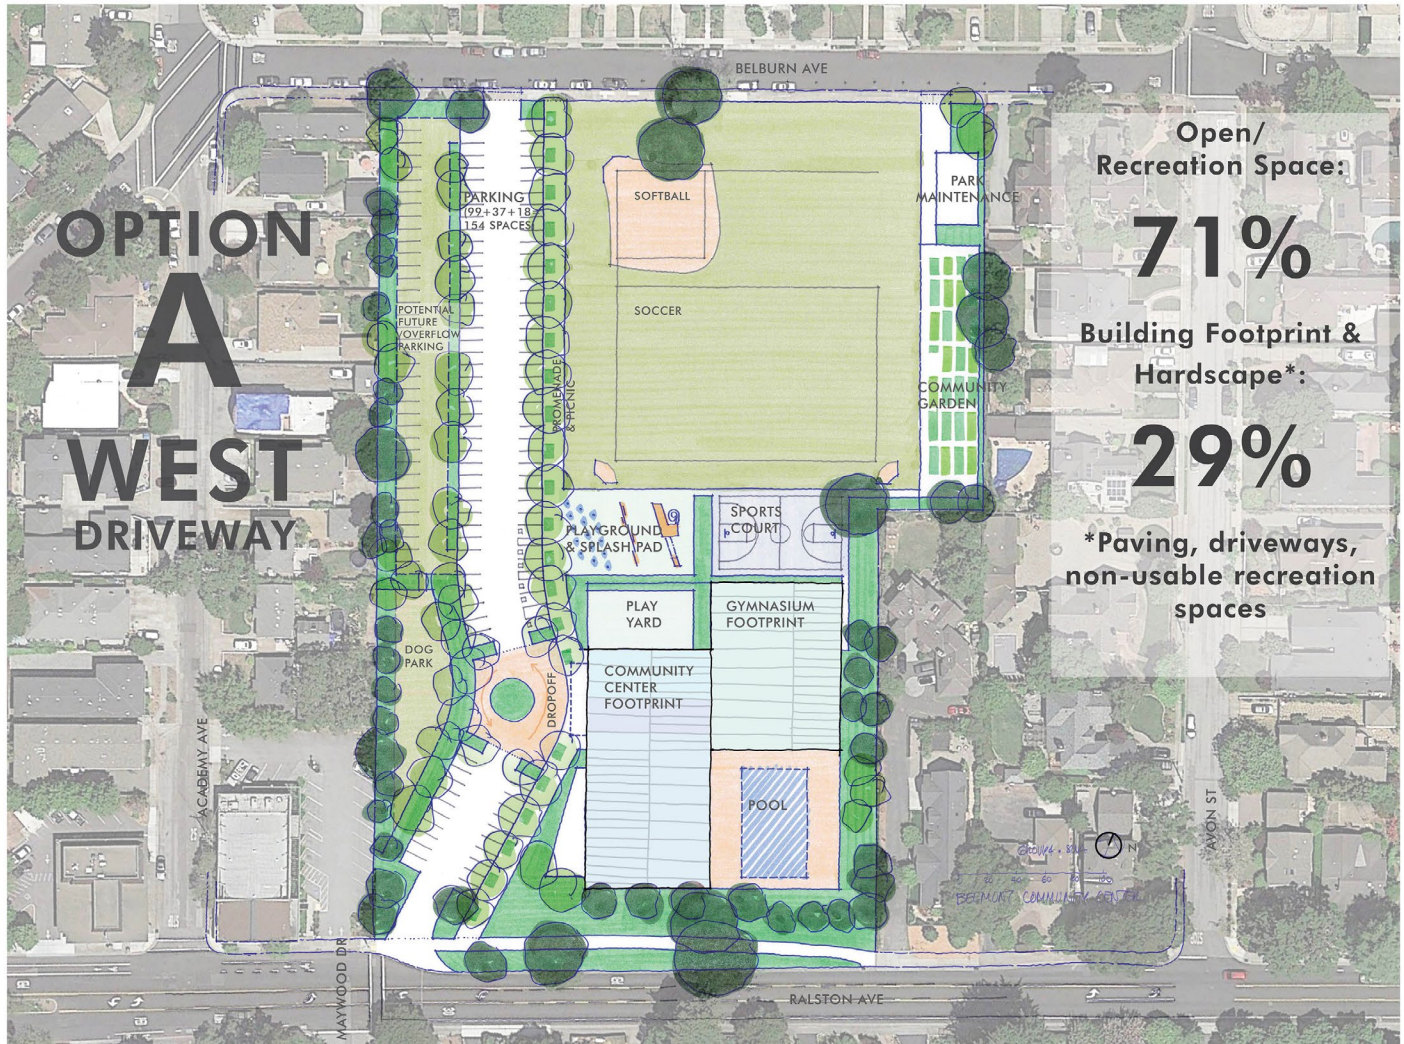 BELBURN AVE
OPTION
A
WEST
DRIVEWAY
Open/
Recreation Space:
71%
Building Footprint &
Hardscape*:
29%
*Paving, driveways,
non-usable recreation
spaces
PARKING
(99+37+18=
154 SPACES)
SOFTBALL
PARK
MAINTENANCE
POTENTIAL
FUTURE
VOVERFLOW
PARKING
SOCCER
PROMENADE
& PICNIC
COMMUNITY
GARDEN
PLAYGROUND
& SPLASH PAD
SPORTS
COURT
PLAY
YARD
GYMNASIUM
FOOTPRINT
DOG
PARK
COMMUNITY
CENTER
FOOTPRINT
DROPOFF
POOL
ACADEMY AVE
AVON ST
N
BELMONT COMMUNITY CENTER
MAYWOOD DR
RALSTON AVE